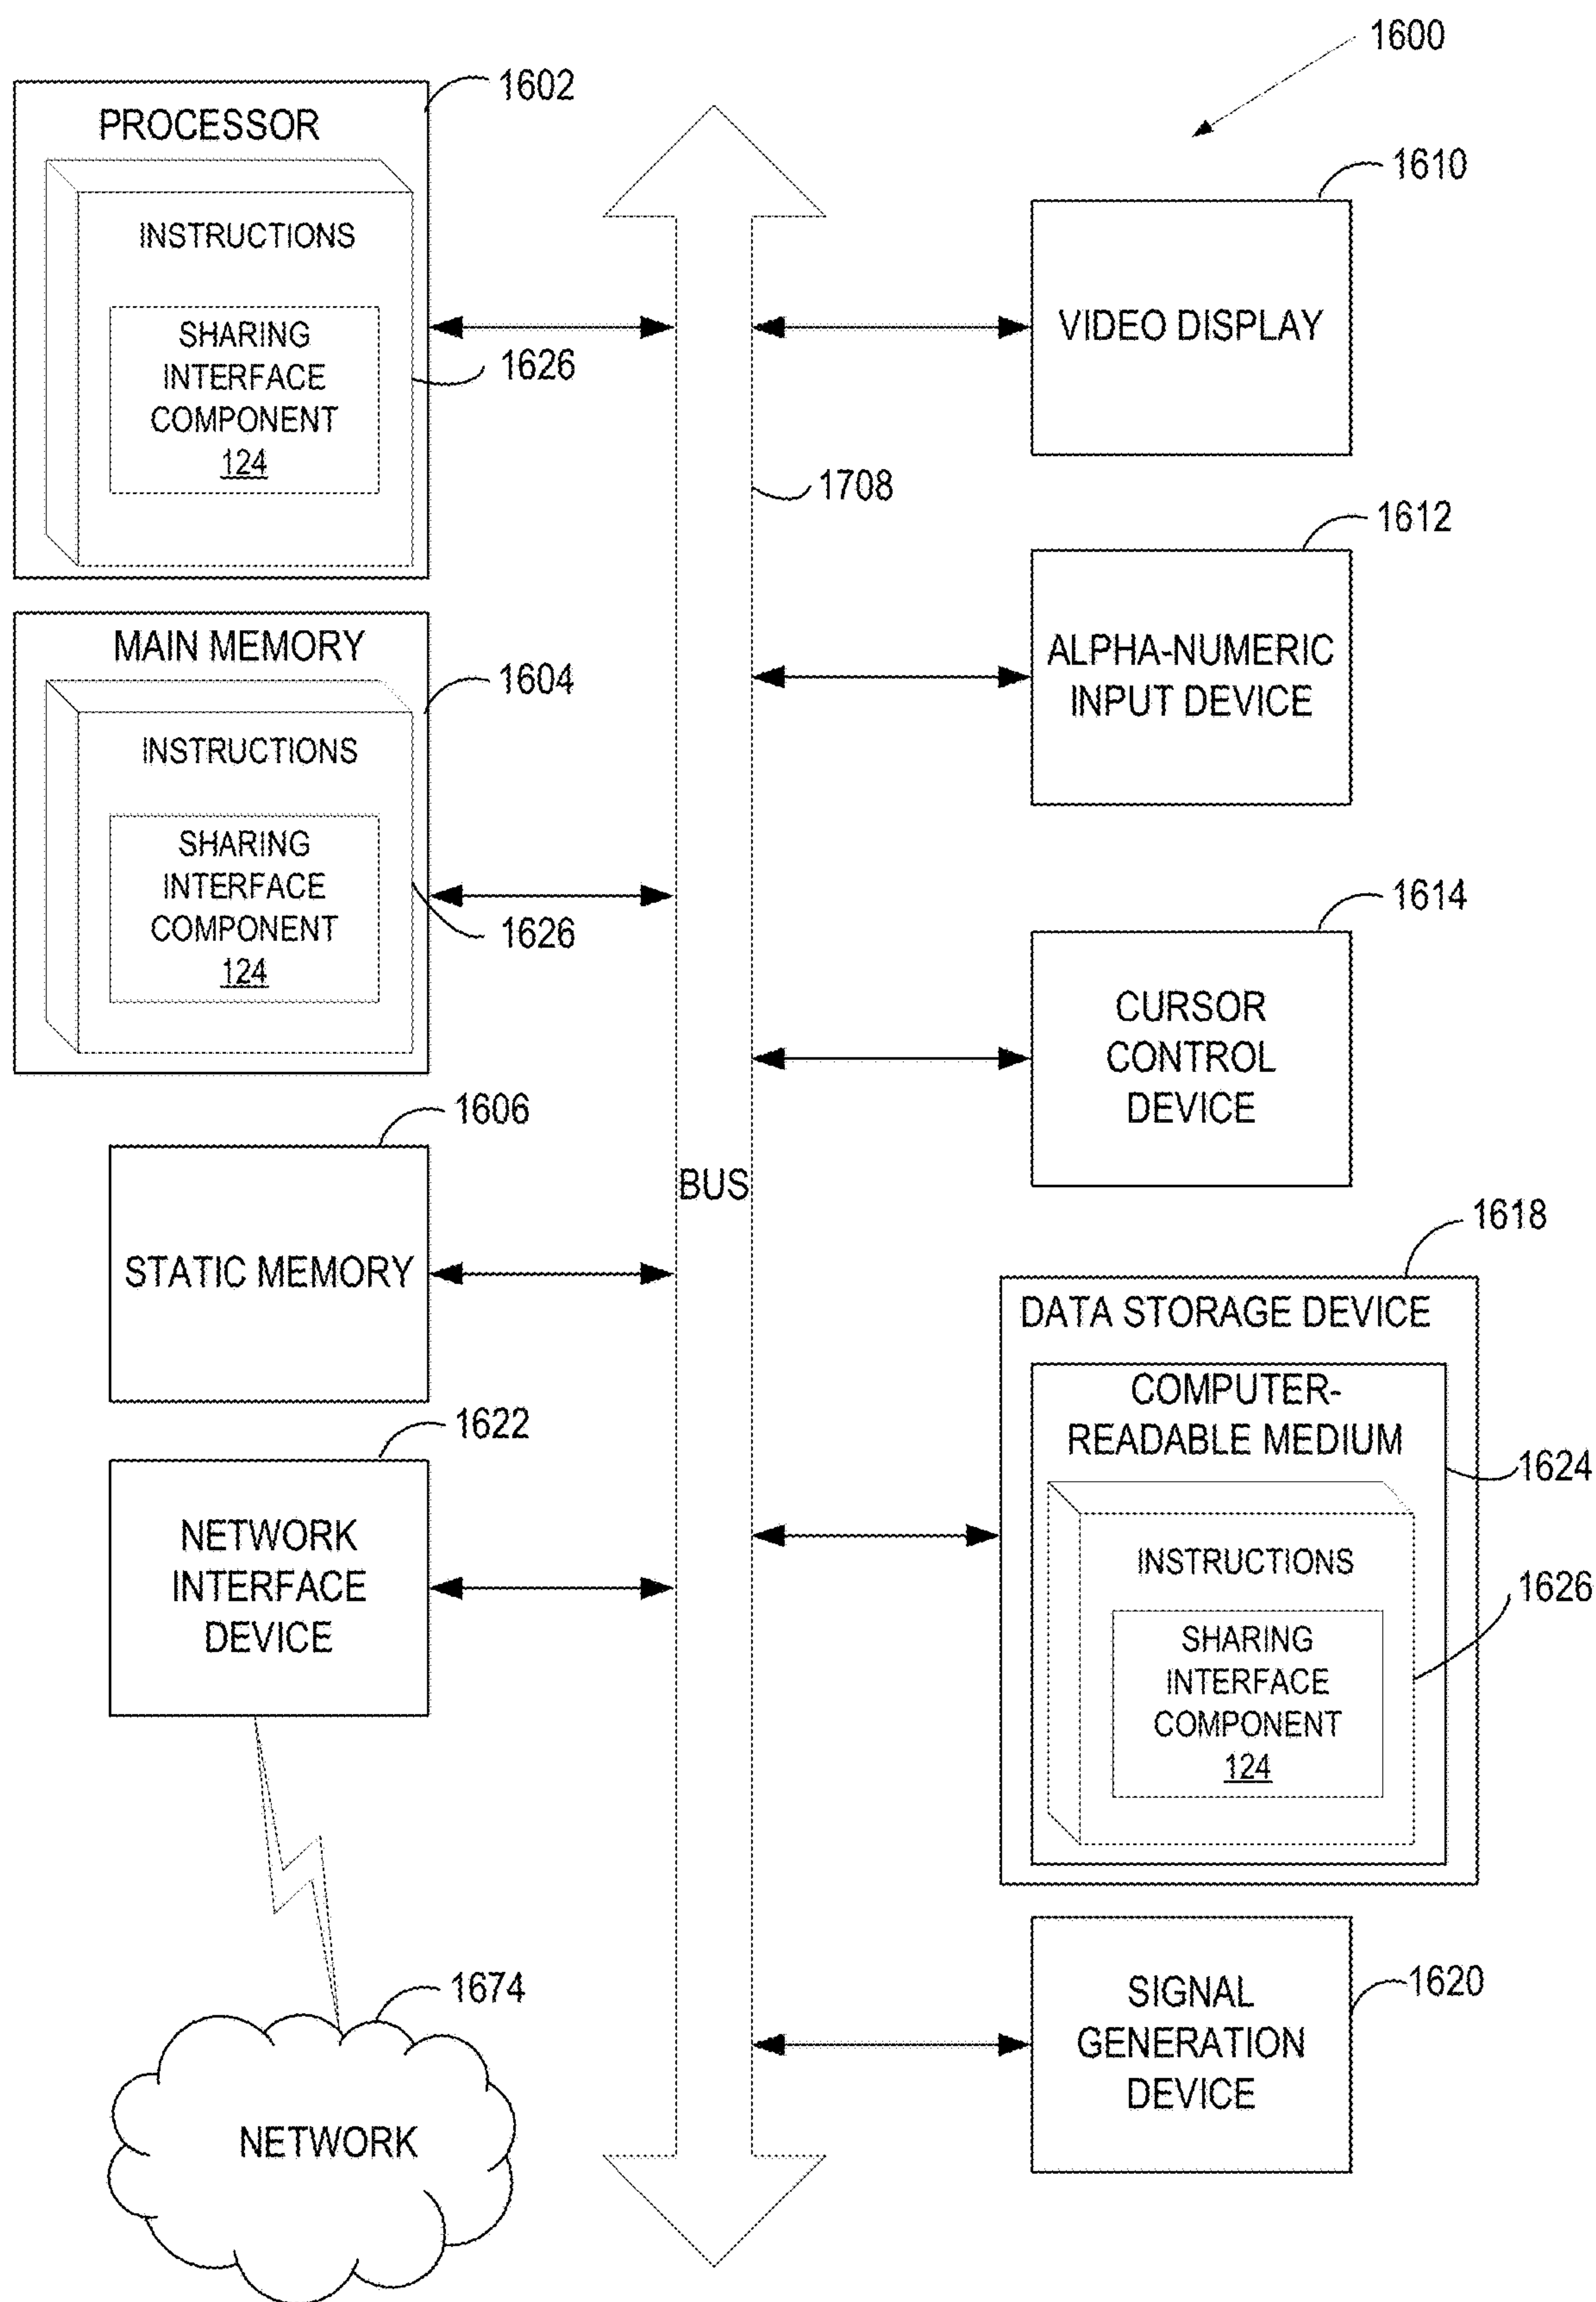 1600
1602
PROCESSOR
INSTRUCTIONS
SHARING
INTERFACE
COMPONENT
124
1626
MAIN MEMORY
1604
INSTRUCTIONS
SHARING
INTERFACE
COMPONENT
124
1626
1606
STATIC MEMORY
1622
NETWORK
INTERFACE
DEVICE
1674
NETWORK
1708
BUS
1610
VIDEO DISPLAY
1612
ALPHA-NUMERIC
INPUT DEVICE
1614
CURSOR
CONTROL
DEVICE
1618
DATA STORAGE DEVICE
COMPUTER-
READABLE MEDIUM
1624
INSTRUCTIONS
1626
SHARING
INTERFACE
COMPONENT
124
SIGNAL
GENERATION
DEVICE
1620